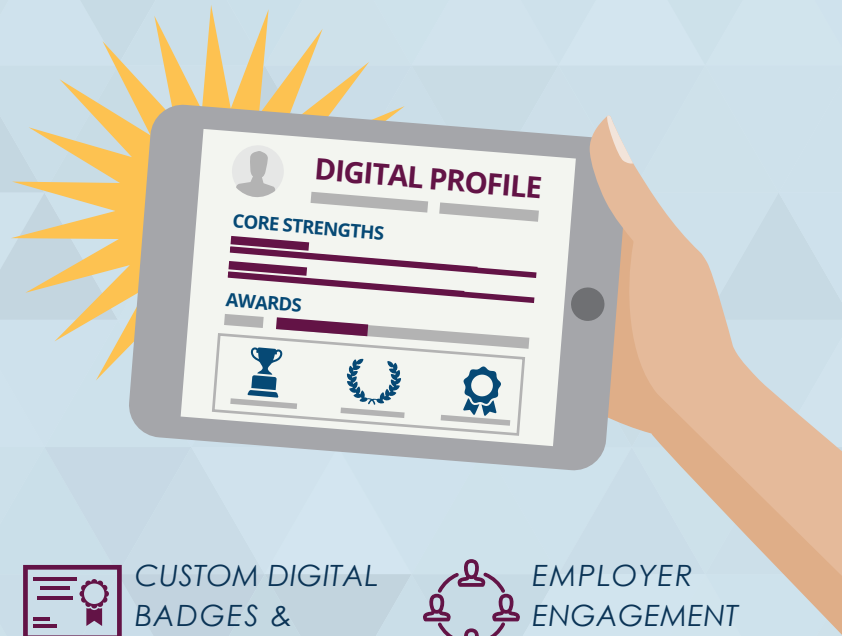 DIGITAL PROFILE
CORE STRENGTHS
AWARDS
CUSTOM DIGITAL
BADGES &
EMPLOYER
ENGAGEMENT